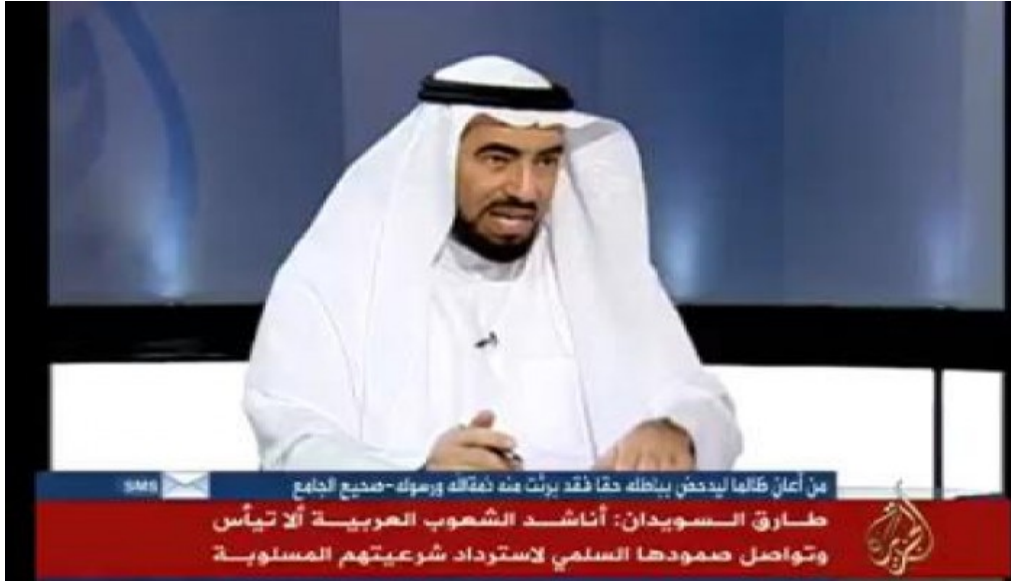 من أعان ظالما ليدحض بباطله حقا فقد برئت منه ذمة الله ورسوله-صحيح الجامع
SMS
طارق السويدان: أناشد الشعوب العربية ألا تيأس
وتواصل صمودها السلمي لاسترداد شرعيتهم المسلوبة
الجزيرة